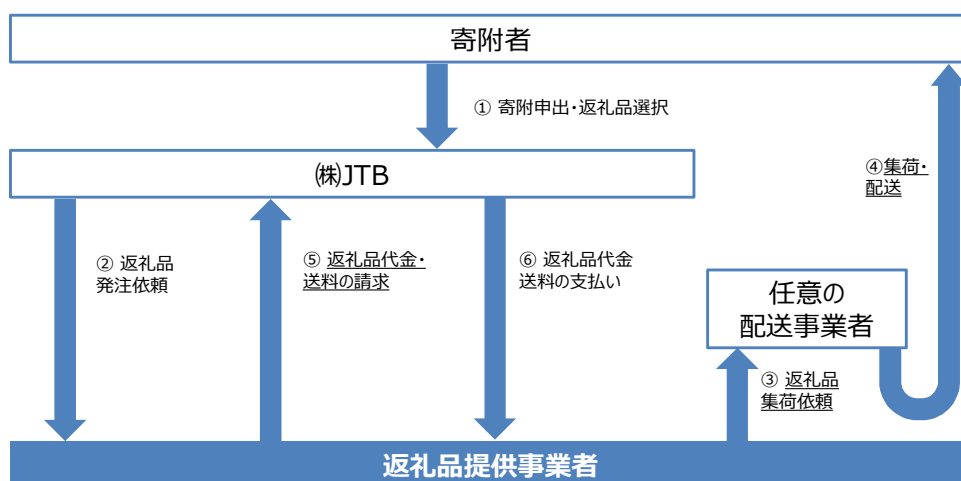 寄附者
① 寄附申出・返礼品選択
㈱JTB
④集荷・
配送
② 返礼品
発注依頼
⑤ 返礼品代金・
送料の請求
⑥ 返礼品代金
送料の支払い
任意の
配送事業者
③ 返礼品
集荷依頼
返礼品提供事業者